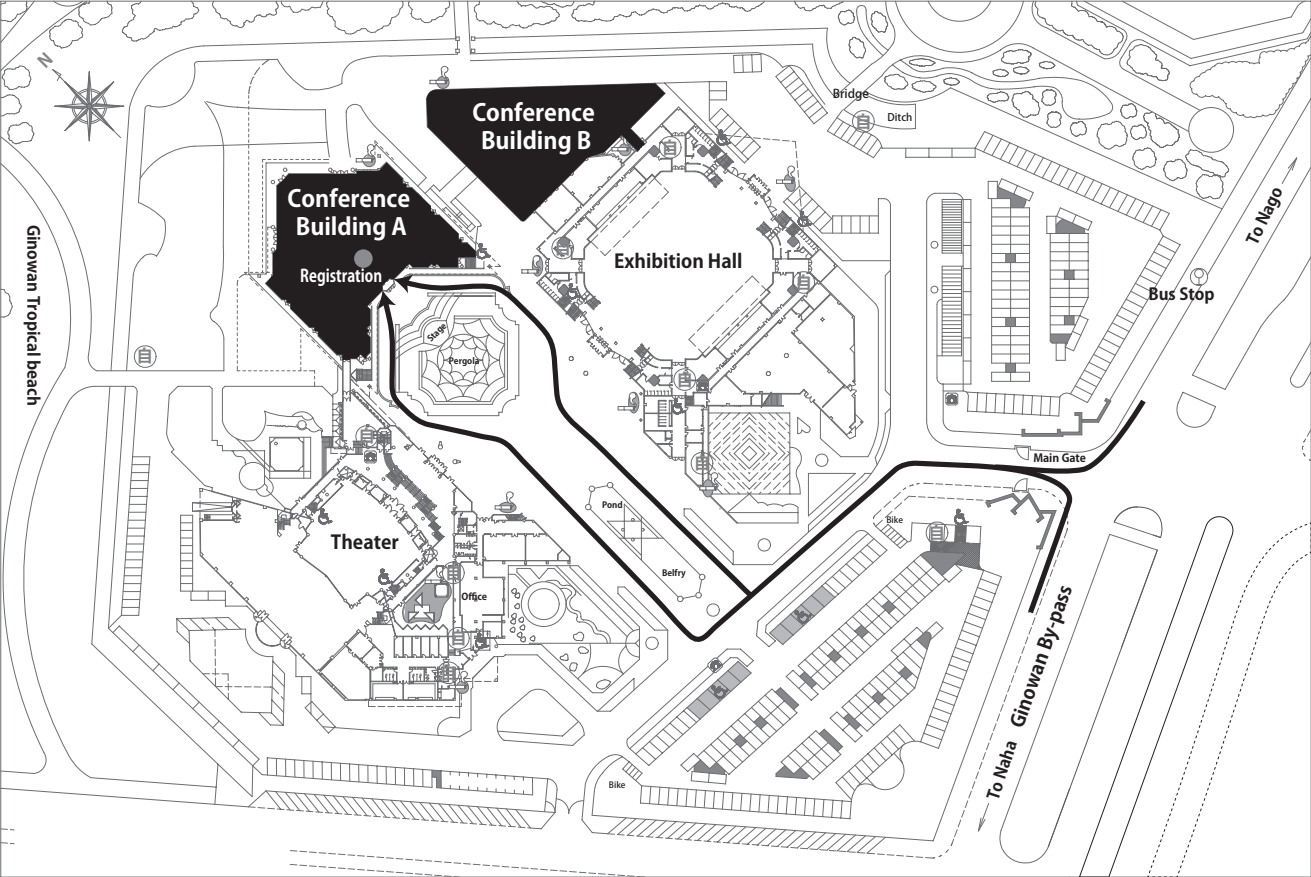 N
Conference
Building B
Bridge
Ditch
Conference
Building A
Registration
Exhibition Hall
To Nago
Bus Stop
Ginowan Tropical beach
Stage
Pergola
Main Gate
Pond
Bike
Theater
Belfry
Office
Ginowan By-pass
To Naha
Bike